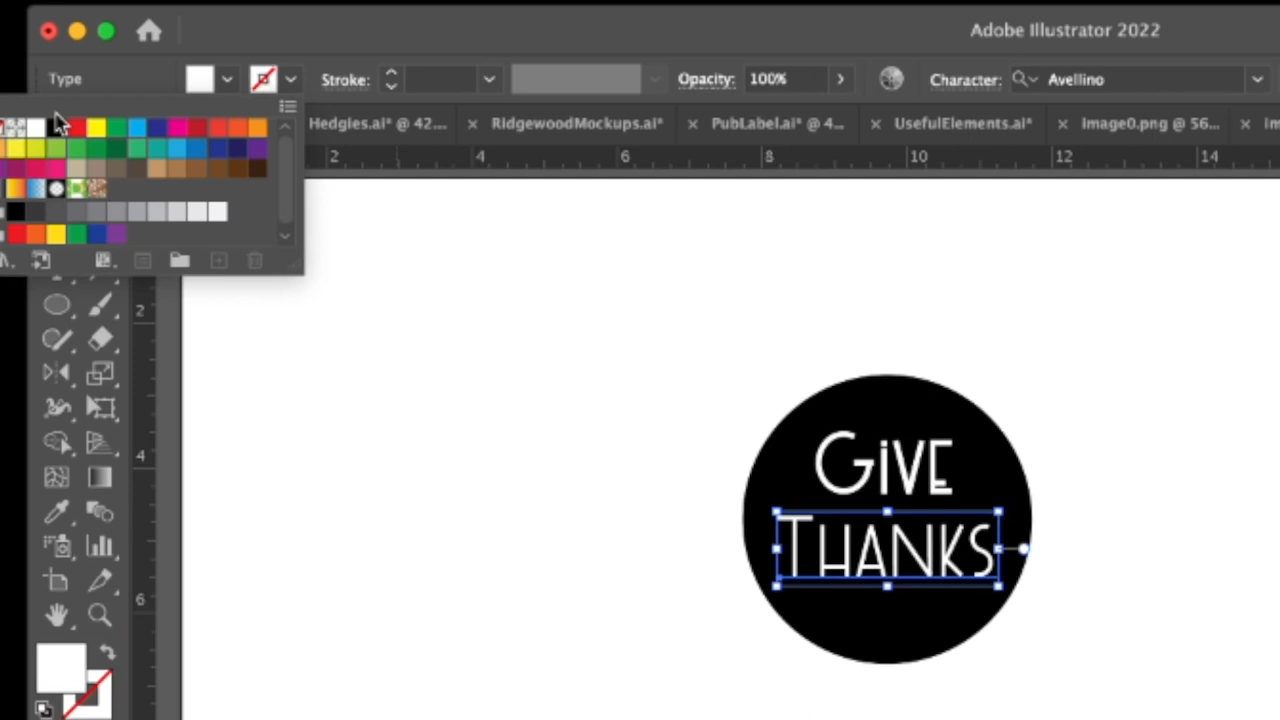 Adobe Illustrator 2022
Type
Stroke:
Opacity: 100%
Character: Avellino
Hedgies.ai* @ 42....
RidgewoodMockups.ai*
PubLabel.ai* @ 4...
UsefulElements.ai*
Image0.png @ 56...
2 4 6 8 10 12 14
2
4
6
GiVE
THANKS